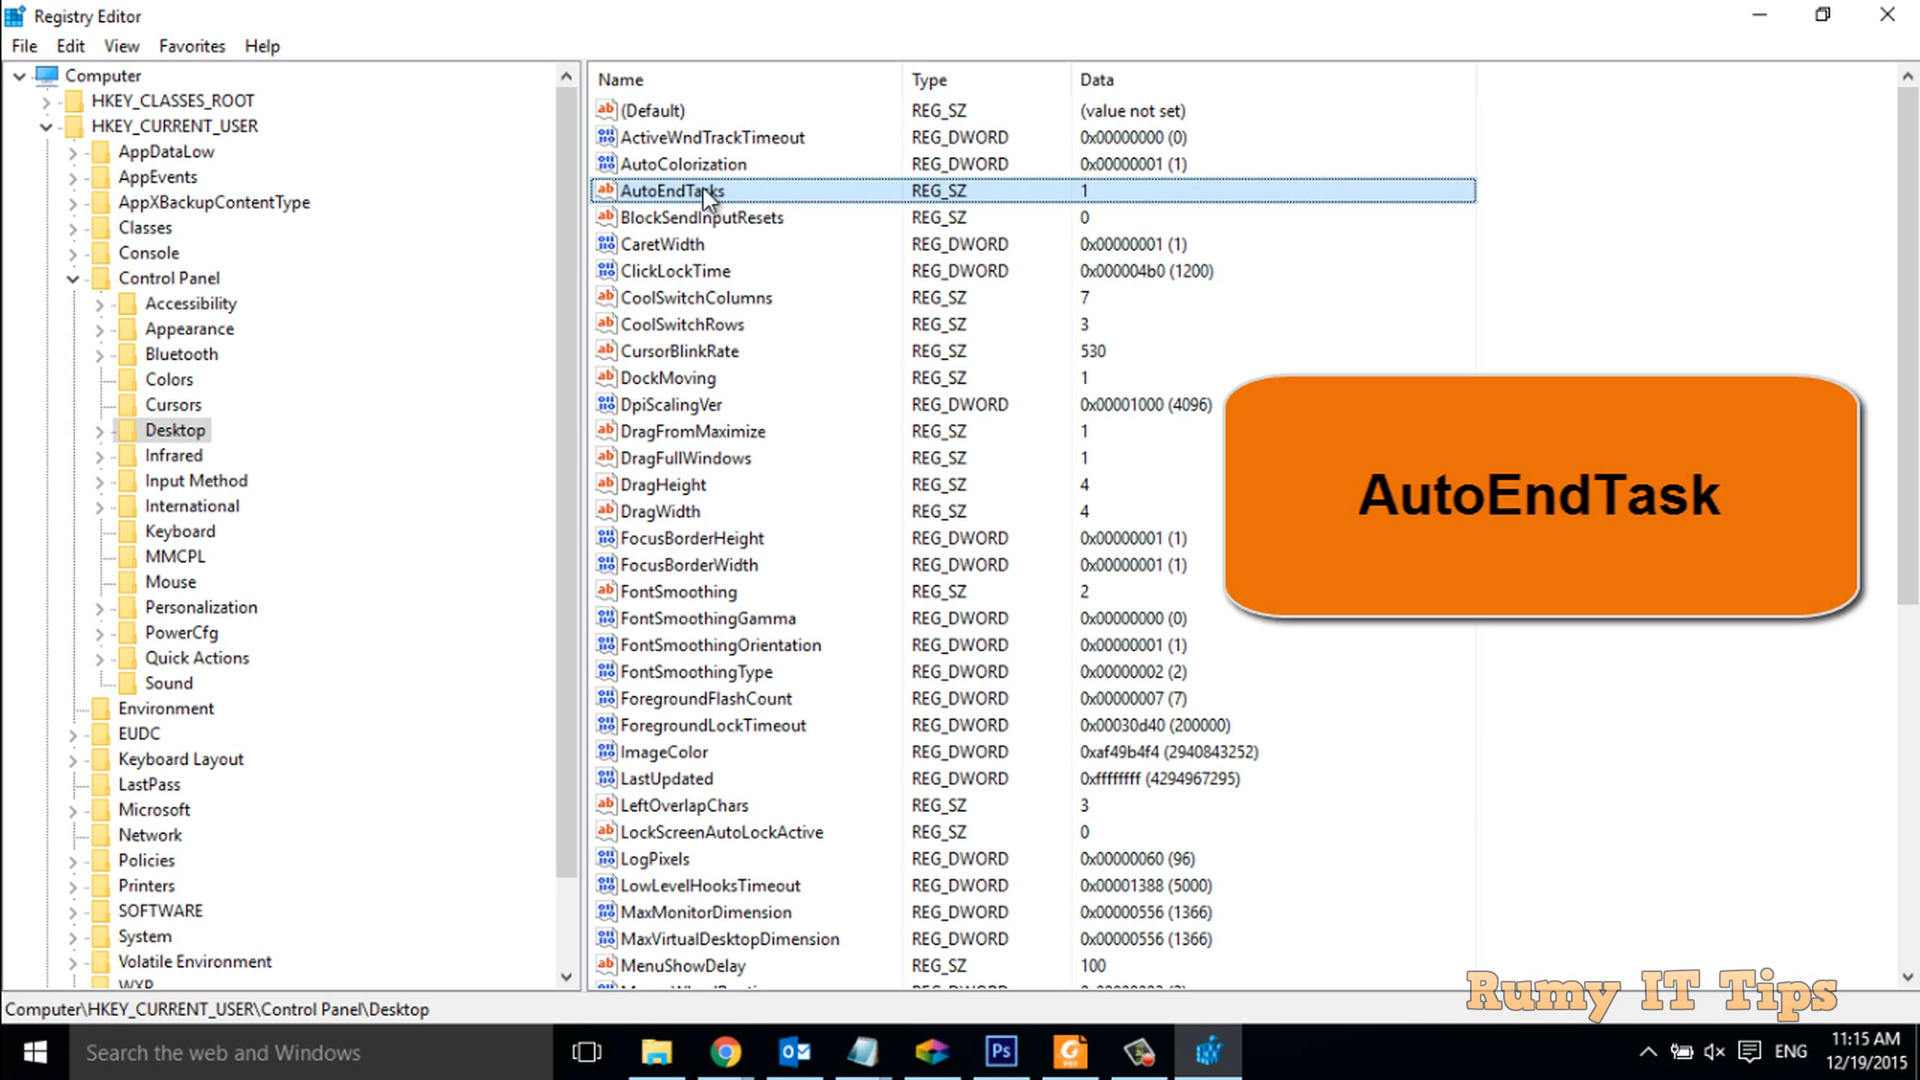 Registry Editor
File Edit View Favorites Help
Computer
HKEY_CLASSES_ROOT
HKEY_CURRENT_USER
AppDataLow
AppEvents
AppXBackupContentType
Classes
Console
Control Panel
Accessibility
Appearance
Bluetooth
Colors
Cursors
Desktop
Infrared
Input Method
International
Keyboard
MMCPL
Mouse
Personalization
PowerCfg
Quick Actions
Sound
Environment
EUDC
Keyboard Layout
LastPass
Microsoft
Network
Policies
Printers
SOFTWARE
System
Volatile Environment
Name Type Data
(Default) REG_SZ (value not set)
ActiveWndTrackTimeout REG_DWORD 0x00000000 (0)
AutoColorization REG_DWORD 0x00000001 (1)
AutoEndTasks REG_SZ 1
BlockSendInputResets REG_SZ 0
CaretWidth REG_DWORD 0x00000001 (1)
ClickLockTime REG_DWORD 0x000004b0 (1200)
CoolSwitchColumns REG_SZ 7
CoolSwitchRows REG_SZ 3
CursorBlinkRate REG_SZ 530
DockMoving REG_SZ 1
DpiScalingVer REG_DWORD 0x00001000 (4096)
DragFromMaximize REG_SZ 1
DragFullWindows REG_SZ 1
DragHeight REG_SZ 4
DragWidth REG_SZ 4
FocusBorderHeight REG_DWORD 0x00000001 (1)
FocusBorderWidth REG_DWORD 0x00000001 (1)
FontSmoothing REG_SZ 2
FontSmoothingGamma REG_DWORD 0x00000000 (0)
FontSmoothingOrientation REG_DWORD 0x00000001 (1)
FontSmoothingType REG_DWORD 0x00000002 (2)
ForegroundFlashCount REG_DWORD 0x00000007 (7)
ForegroundLockTimeout REG_DWORD 0x00030d40 (200000)
ImageColor REG_DWORD 0xaf49b4f4 (2940843252)
LastUpdated REG_DWORD 0xffffffff (4294967295)
LeftOverlapChars REG_SZ 3
LockScreenAutoLockActive REG_SZ 0
LogPixels REG_DWORD 0x00000060 (96)
LowLevelHooksTimeout REG_DWORD 0x00001388 (5000)
MaxMonitorDimension REG_DWORD 0x00000556 (1366)
MaxVirtualDesktopDimension REG_DWORD 0x00000556 (1366)
MenuShowDelay REG_SZ 100
AutoEndTask
Rumy IT Tips
Computer\HKEY_CURRENT_USER\Control Panel\Desktop
Search the web and Windows
Ps
ENG
11:15 AM
12/19/2015